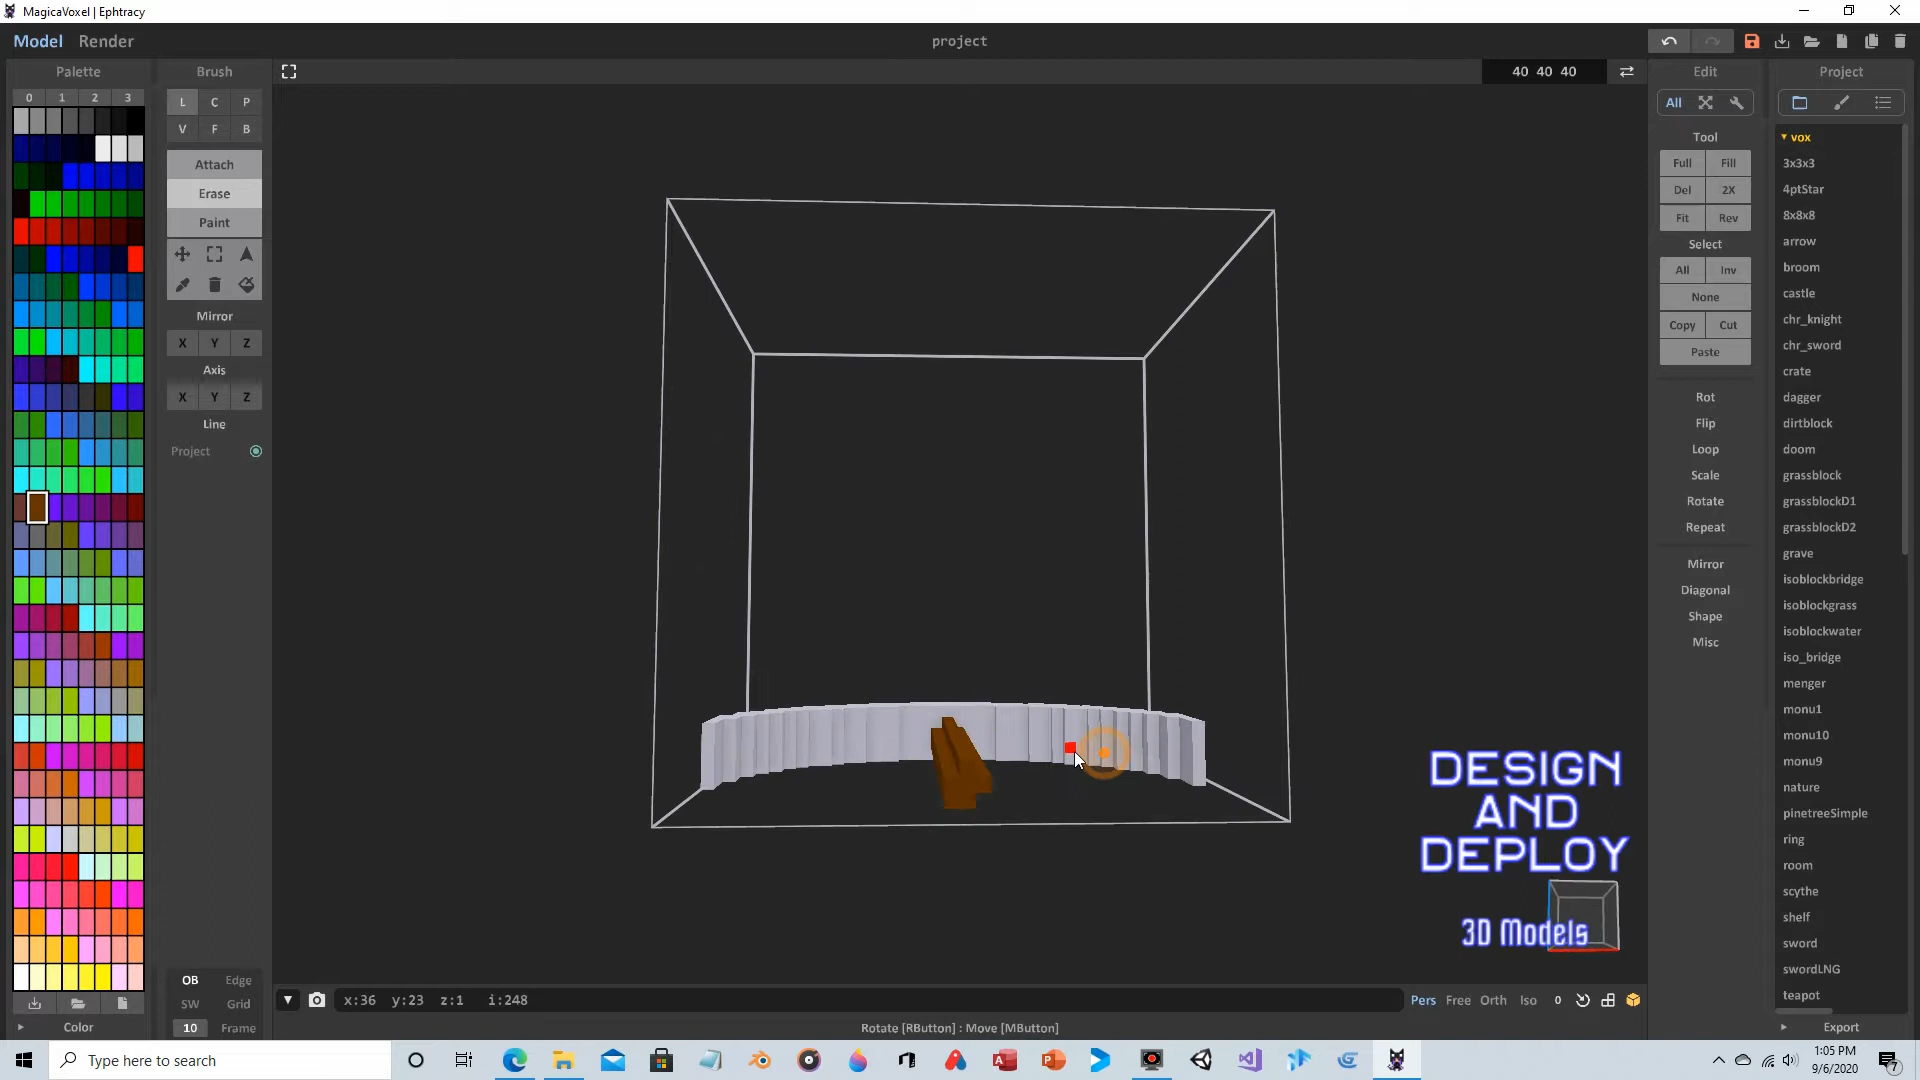 MagicaVoxel | Ephtracy
Model Render
project
Palette
Brush
40 40 40
Edit
Project
0 1 2 3
L C P
V F B
All
Attach
Erase
Paint
Mirror
X Y Z
Axis
X Y Z
Line
Project
OB Edge
SW Grid
10 Frame
Color
Tool
Full Fill
Del 2X
Fit Rev
Select
All Inv
None
Copy Cut
Paste
Rot
Flip
Loop
Scale
Rotate
Repeat
Mirror
Diagonal
Shape
Misc
vox
3x3x3
4ptStar
8x8x8
arrow
broom
castle
chr_knight
chr_sword
crate
dagger
dirtblock
doom
grassblock
grassblockD1
grassblockD2
grave
isoblockbridge
isoblockgrass
isoblockwater
iso_bridge
menger
monu1
monu10
monu9
nature
pinetreeSimple
ring
room
scythe
shelf
sword
swordLNG
teapot
Export
DESIGN
AND
DEPLOY
3D Models
x:36 y:23 z:1 i:248
Pers Free Orth Iso 0
Rotate [RButton] : Move [MButton]
Type here to search
1:05 PM
9/6/2020
7